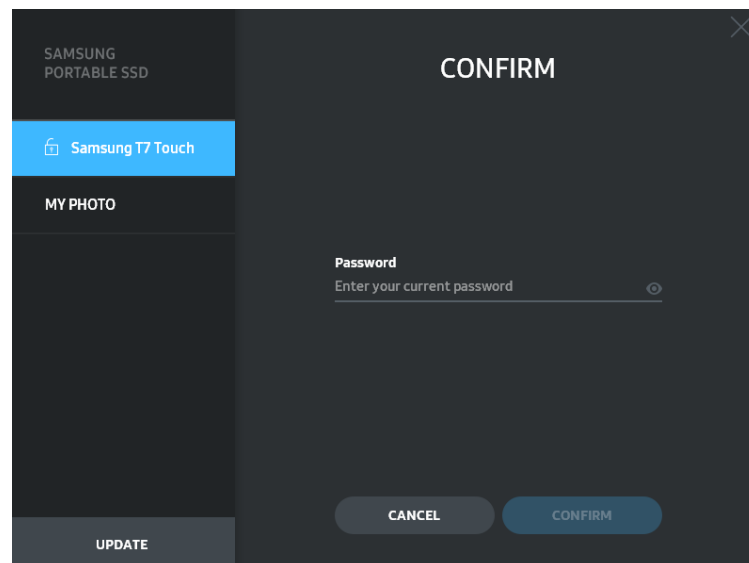 SAMSUNG
PORTABLE SSD
Samsung T7 Touch
MY PHOTO
UPDATE
CONFIRM
Password
Enter your current password
CANCEL
CONFIRM